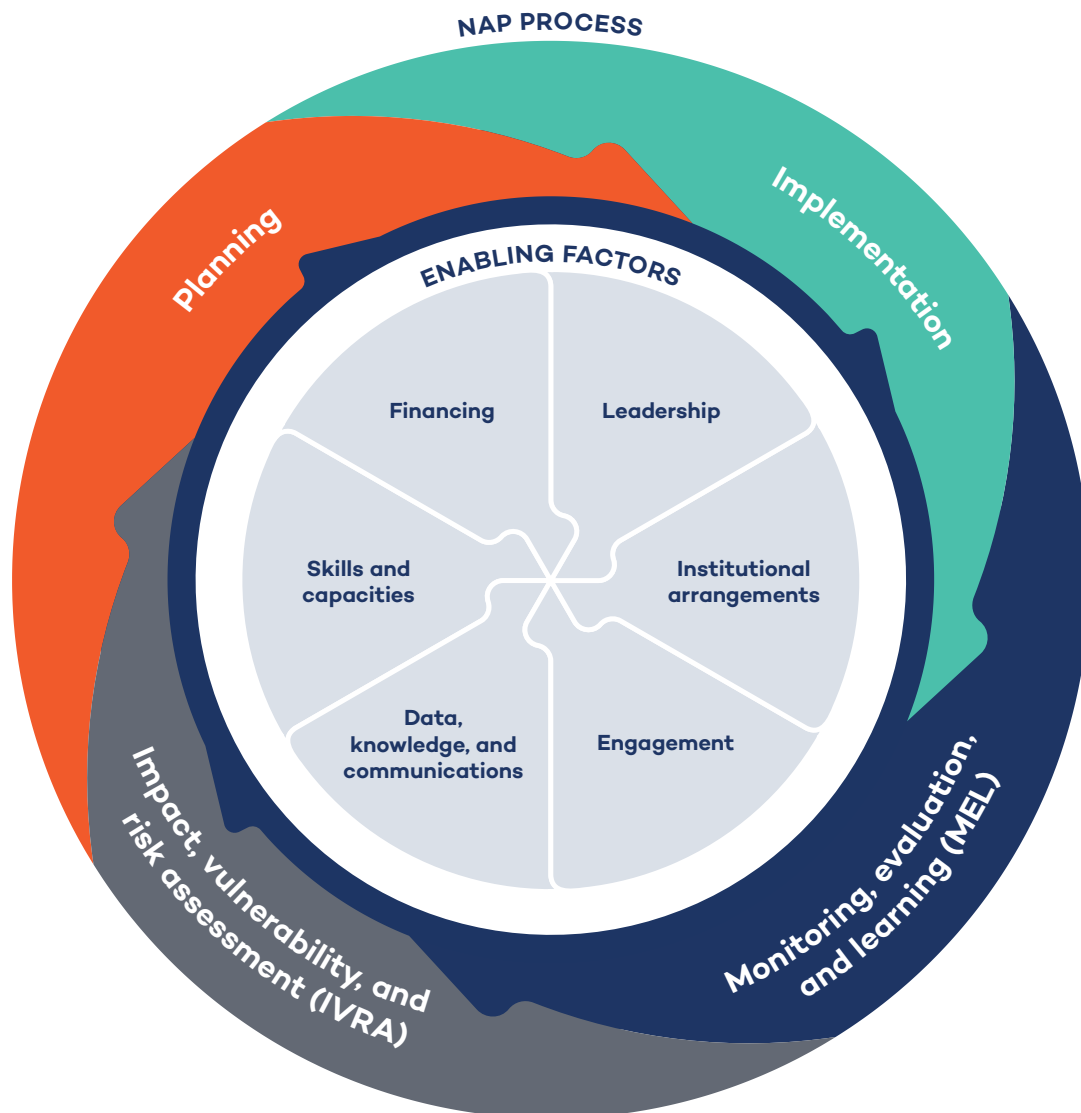 NAP PROCESS
Implementation
Planning
ENABLING FACTORS
Financing
Leadership
Skills and
capacities
Institutional
arrangements
Data,
knowledge, and
communications
Engagement
Impact, vulnerability, and
risk assessment (IVRA)
Monitoring, evaluation,
and learning (MEL)